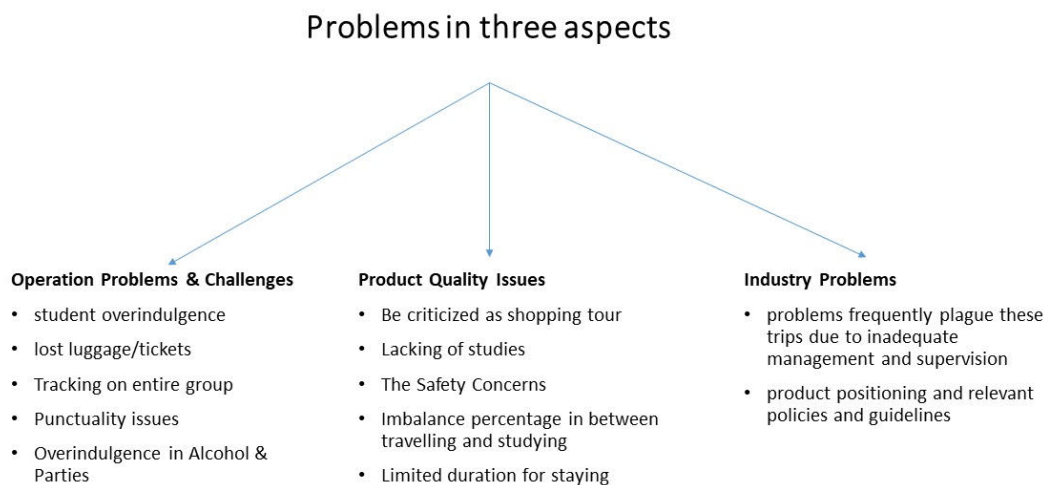 Problems in three aspects
Operation Problems & Challenges
• student overindulgence
• lost luggage/tickets
• Tracking on entire group
• Punctuality issues
• Overindulgence in Alcohol &
Parties
Product Quality Issues
• Be criticized as shopping tour
• Lacking of studies
• The Safety Concerns
• Imbalance percentage in between
travelling and studying
• Limited duration for staying
Industry Problems
• problems frequently plague these
trips due to inadequate
management and supervision
• product positioning and relevant
policies and guidelines